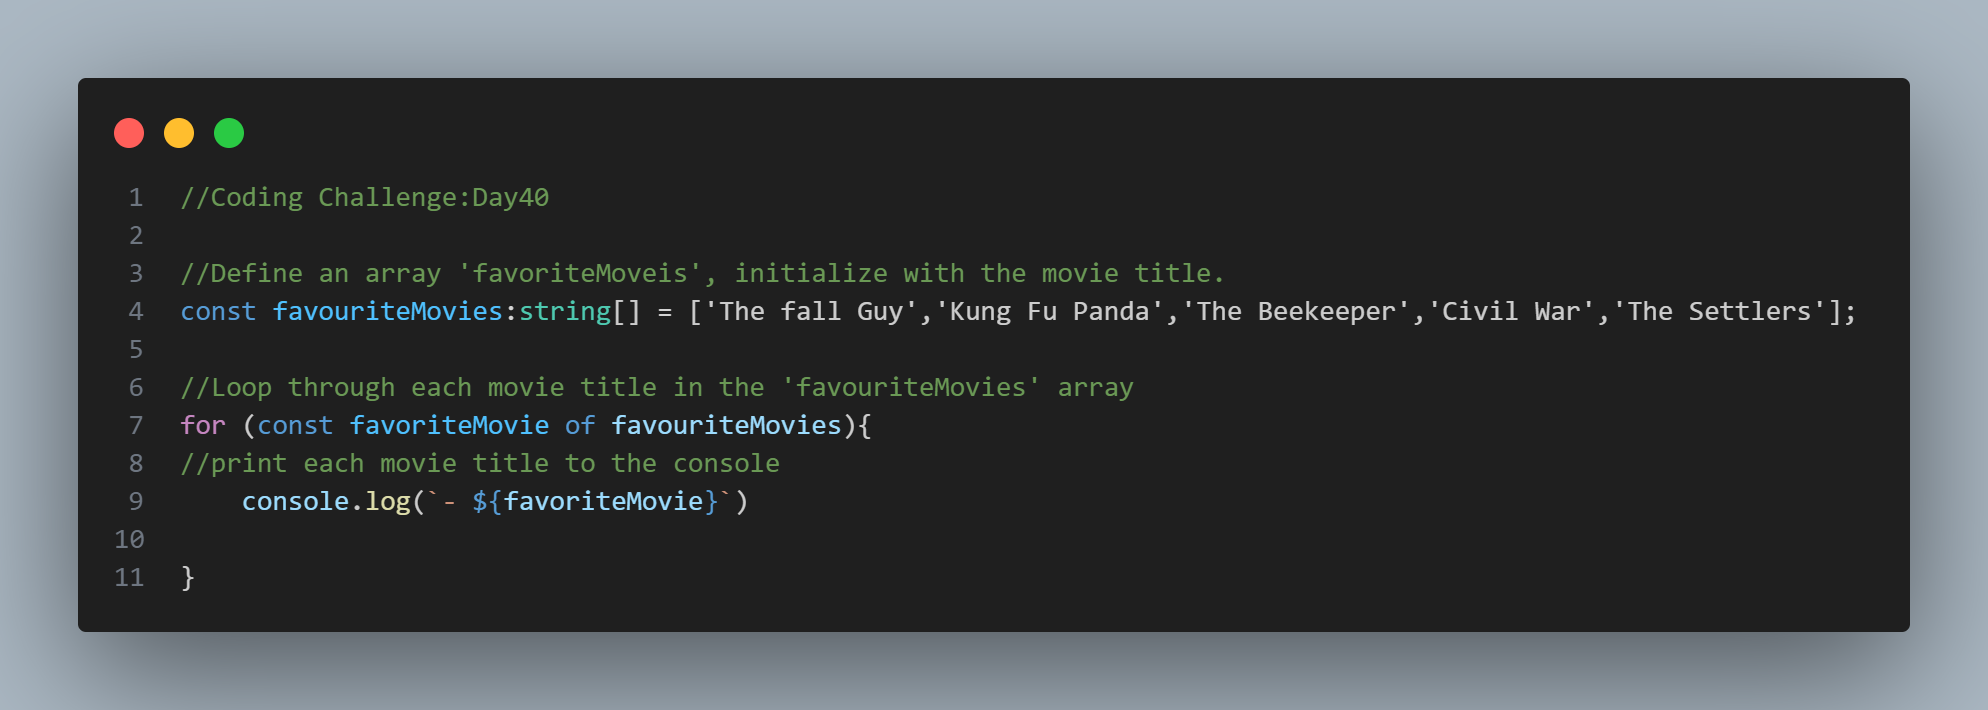 1 //Coding Challenge:Day40
2
3 //Define an array 'favoriteMoveis', initialize with the movie title.
4 const favouriteMovies:string[] = ['The fall Guy','Kung Fu Panda','The Beekeeper','Civil War','The Settlers'];
5
6 //Loop through each movie title in the 'favouriteMovies' array
7 for (const favoriteMovie of favouriteMovies){
8 //print each movie title to the console
9     console.log(`- ${favoriteMovie}`)
10
11 }